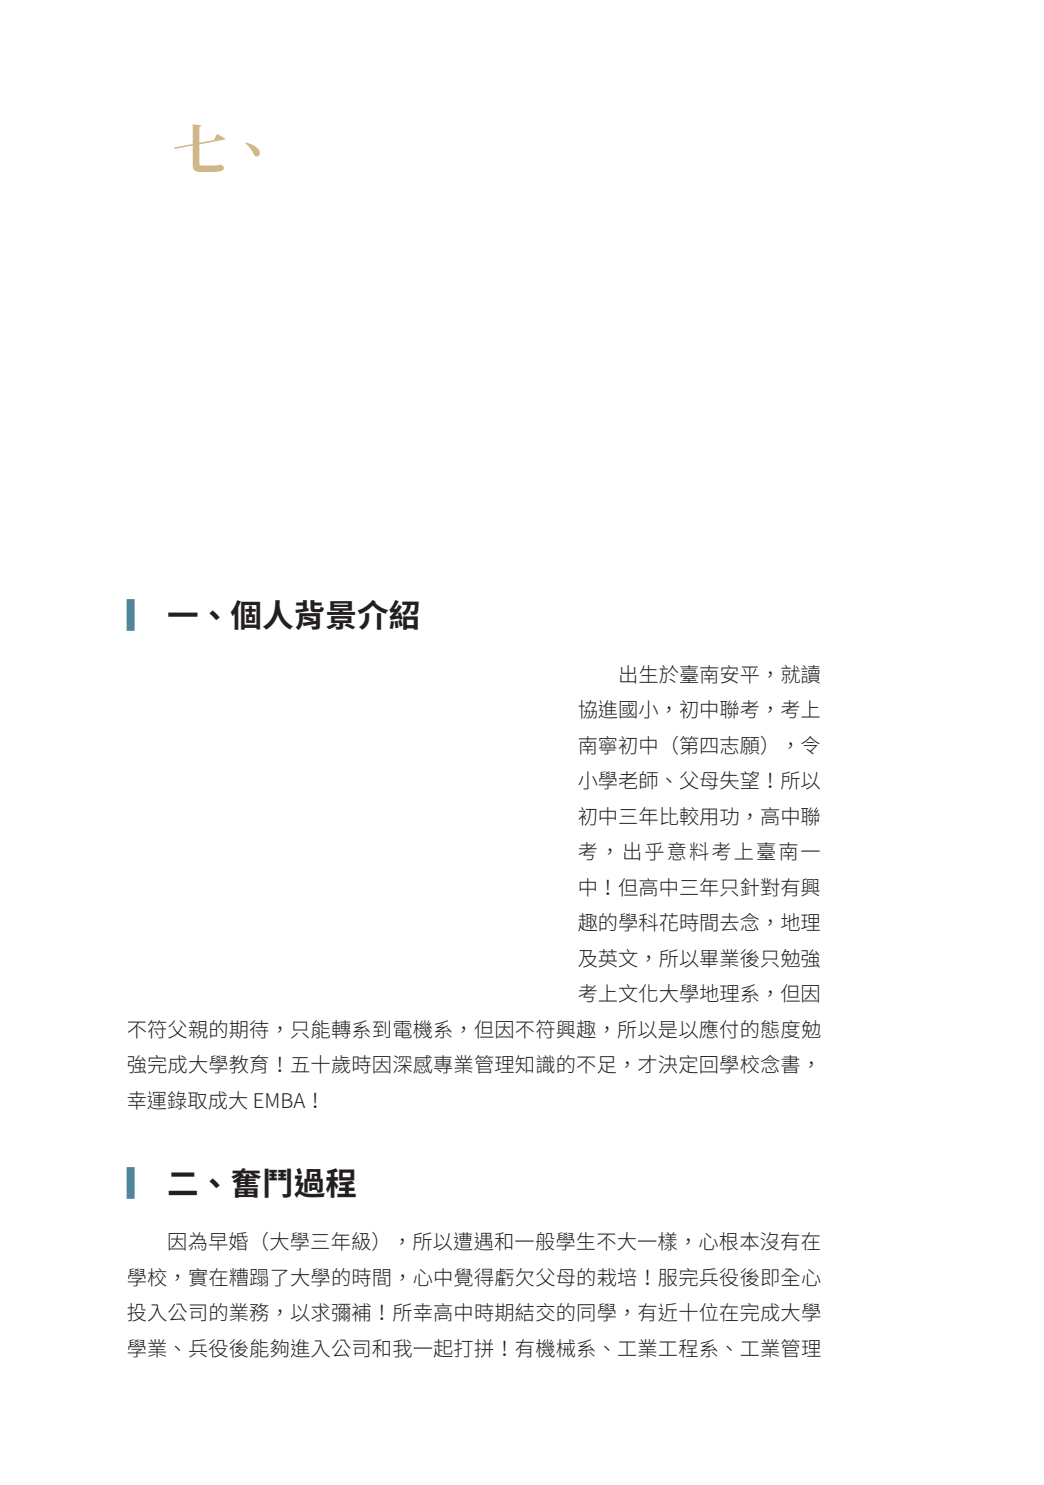 七、
一、個人背景介紹
出生於臺南安平，就讀
協進國小，初中聯考，考上
南寧初中（第四志願），令
小學老師、父母失望！所以
初中三年比較用功，高中聯
考，出乎意料考上臺南一
中！但高中三年只針對有興
趣的學科花時間去念，地理
及英文，所以畢業後只勉強
考上文化大學地理系，但因
不符父親的期待，只能轉系到電機系，但因不符興趣，所以是以應付的態度勉
強完成大學教育！五十歲時因深感專業管理知識的不足，才決定回學校念書，
幸運錄取成大 EMBA！
二、奮鬥過程
因為早婚（大學三年級），所以遭遇和一般學生不大一樣，心根本沒有在
學校，實在糟蹋了大學的時間，心中覺得虧欠父母的栽培！服完兵役後即全心
投入公司的業務，以求彌補！所幸高中時期結交的同學，有近十位在完成大學
學業、兵役後能夠進入公司和我一起打拼！有機械系、工業工程系、工業管理